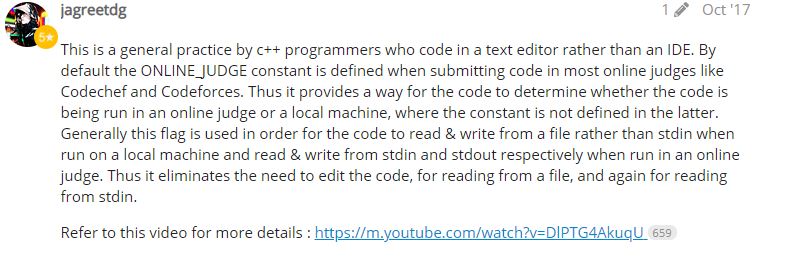 jagreetdg
1 Oct '17
5★
This is a general practice by c++ programmers who code in a text editor rather than an IDE. By
default the ONLINE_JUDGE constant is defined when submitting code in most online judges like
Codechef and Codeforces. Thus it provides a way for the code to determine whether the code is
being run in an online judge or a local machine, where the constant is not defined in the latter.
Generally this flag is used in order for the code to read & write from a file rather than stdin when
run on a local machine and read & write from stdin and stdout respectively when run in an online
judge. Thus it eliminates the need to edit the code, for reading from a file, and again for reading
from stdin.
Refer to this video for more details : https://m.youtube.com/watch?v=DlPTG4AkuqU 659